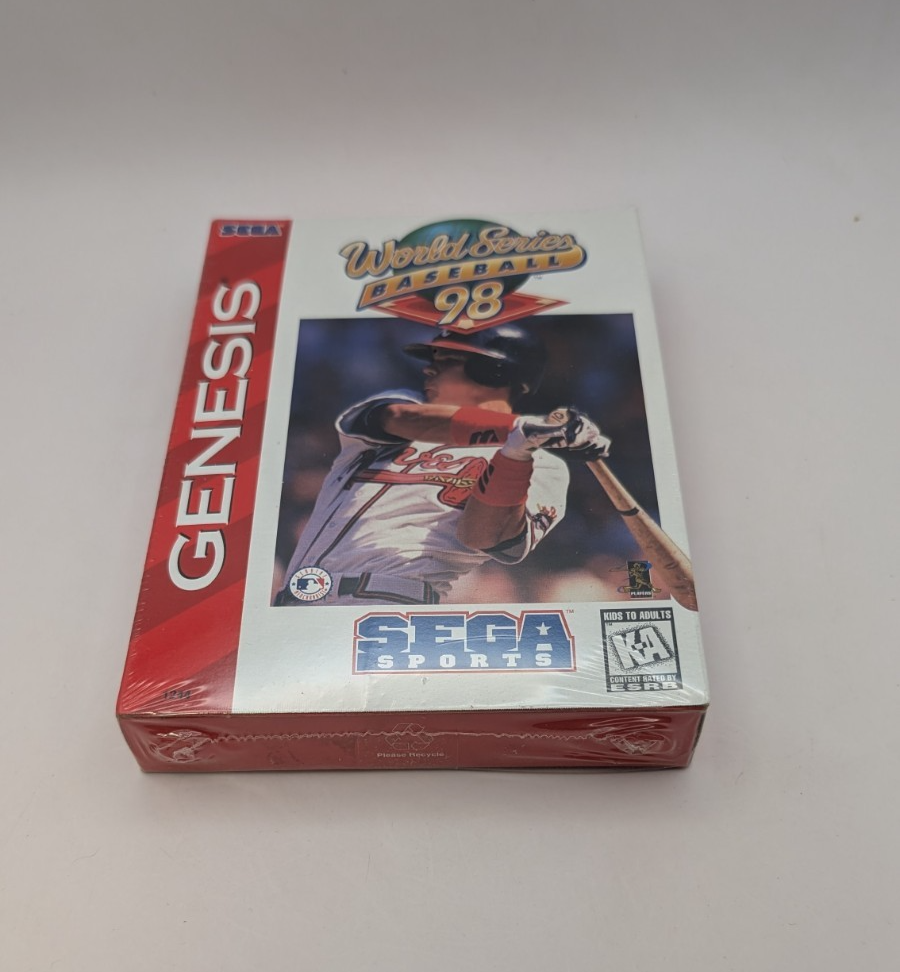 SEGA
GENESIS
World Series
BASEBALL
98
SEGA
SPORTS
KIDS TO ADULTS
K-A
CONTENT RATED BY
ESRB
Please Recycle